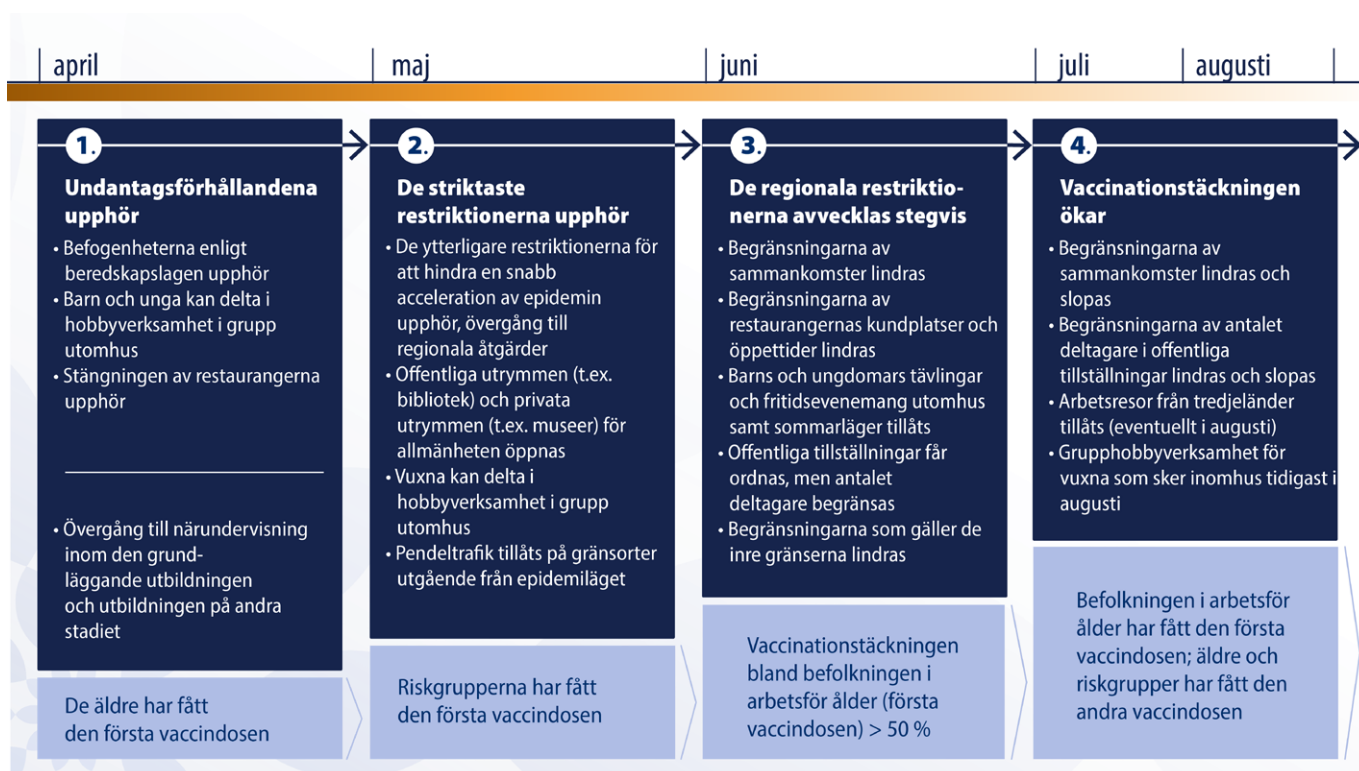 april
maj
juni
juli
augusti
1.
Undantagsförhållandena
upphör
• Befogenheterna enligt
beredskapslagen upphör
• Barn och unga kan delta i
hobbyverksamhet i grupp
utomhus
• Stängningen av restaurangerna
upphör
• Övergång till närundervisning
inom den grund-
läggande utbildningen
och utbildningen på andra
stadiet
De äldre har fått
den första vaccindosen
2.
De striktaste
restriktionerna upphör
• De ytterligare restriktionerna för
att hindra en snabb
acceleration av epidemin
upphör, övergång till
regionala åtgärder
• Offentliga utrymmen (t.ex.
bibliotek) och privata
utrymmen (t.ex. museer) för
allmänheten öppnas
• Vuxna kan delta i
hobbyverksamhet i grupp
utomhus
• Pendeltrafik tillåts på gränsorter
utgående från epidemiläget
Riskgrupperna har fått
den första vaccindosen
3.
De regionala restriktio-
nerna avvecklas stegvis
• Begränsningarna av
sammankomster lindras
• Begränsningarna av
restaurangernas kundplatser och
öppettider lindras
• Barns och ungdomars tävlingar
och fritidsevenemang utomhus
samt sommarläger tillåts
• Offentliga tillställningar får
ordnas, men antalet
deltagare begränsas
• Begränsningarna som gäller de
inre gränserna lindras
Vaccinationstäckningen
bland befolkningen i
arbetsför ålder (första
vaccindosen) > 50 %
4.
Vaccinationstäckningen
ökar
• Begränsningarna av
sammankomster lindras och
slopas
• Begränsningarna av antalet
deltagare i offentliga
tillställningar lindras och slopas
• Arbetsresor från tredjeländer
tillåts (eventuellt i augusti)
• Grupphobbyverksamhet för
vuxna som sker inomhus tidigast i
augusti
Befolkningen i arbetsför
ålder har fått den första
vaccindosen; äldre och
riskgrupper har fått den
andra vaccindosen